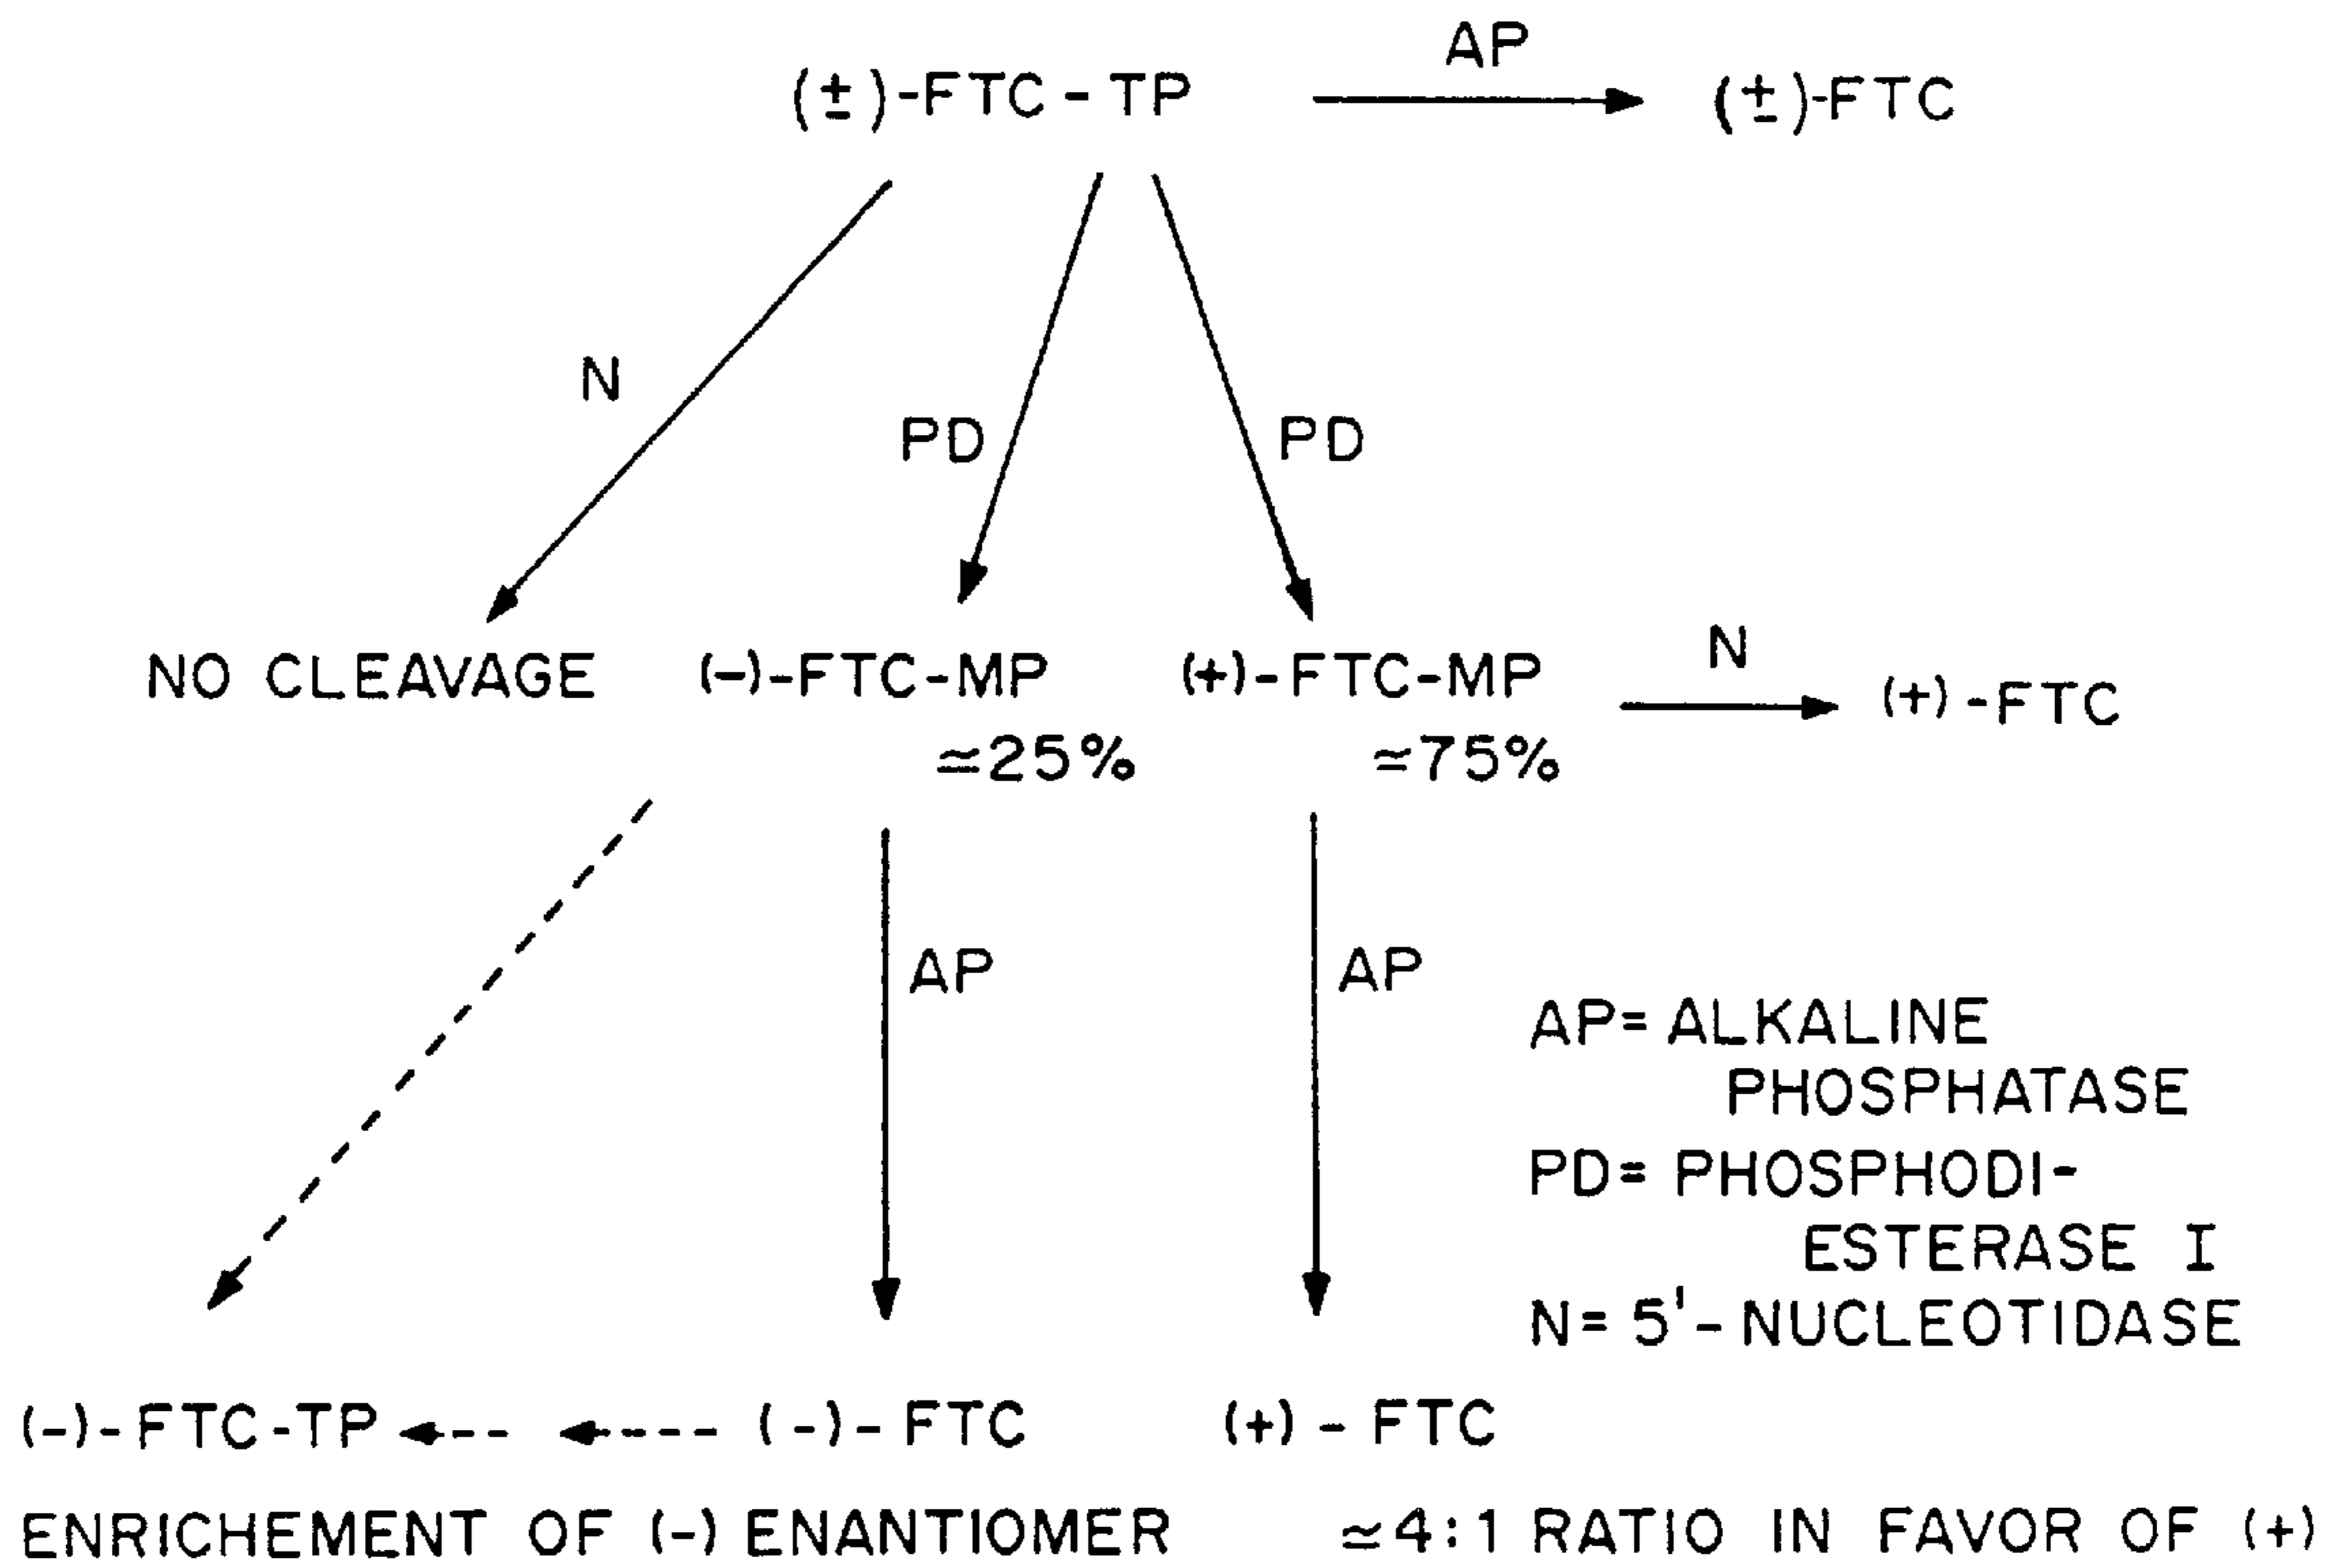 AP
(±)-FTC-TP
(±)-FTC
N
PD
PD
NO CLEAVAGE
(-)-FTC-MP
≃25%
(+)-FTC-MP
≃75%
N
(+)-FTC
AP
AP
AP= ALKALINE
PHOSPHATASE
PD= PHOSPHODI-
ESTERASE I
N= 5'-NUCLEOTIDASE
(-)-FTC-TP
(-)-FTC
(+)-FTC
ENRICHEMENT OF (-) ENANTIOMER
≃4:1 RATIO IN FAVOR OF (+)